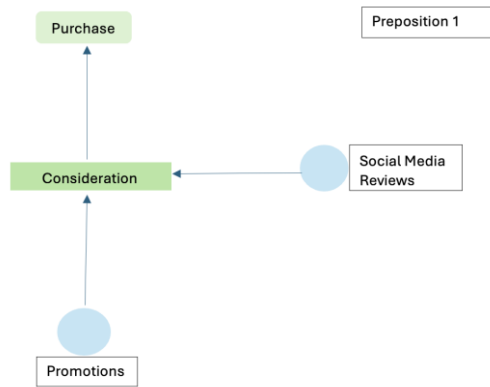 Purchase
Preposition 1
Consideration
Social Media
Reviews
Promotions